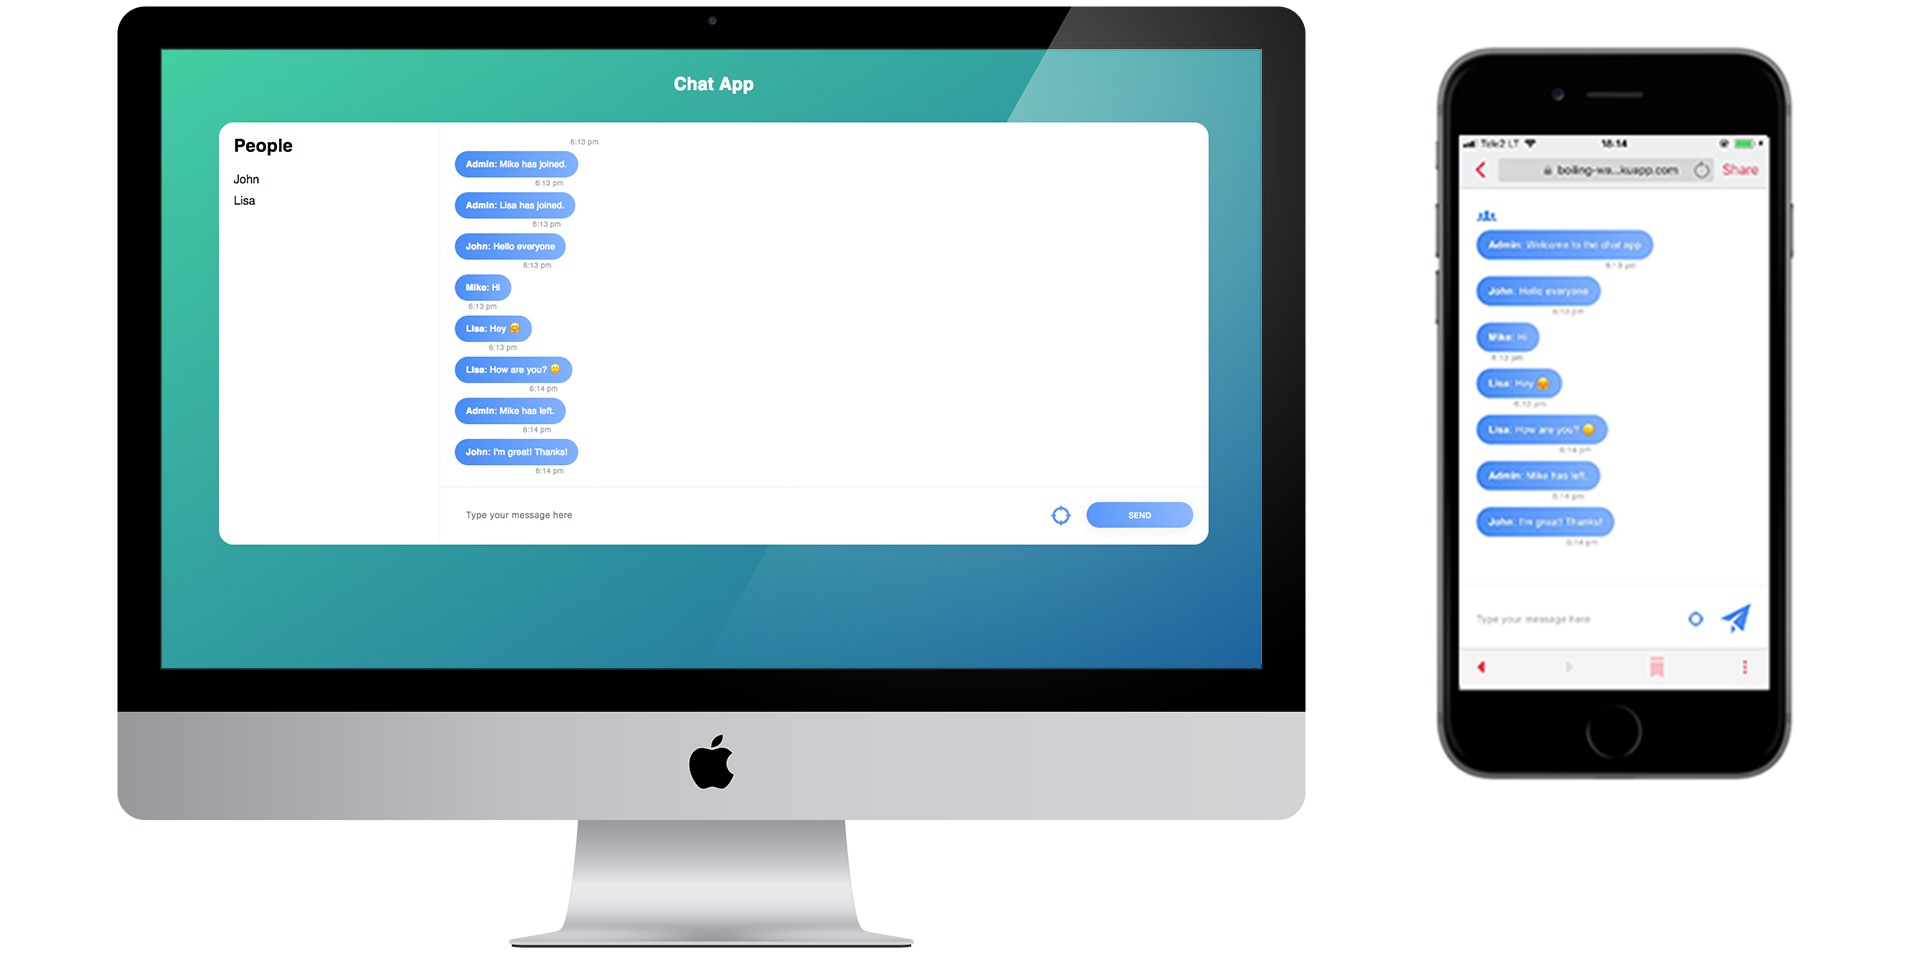 Chat App
People
John
Lisa
6:13 pm
Admin: Mike has joined.
6:13 pm
Admin: Lisa has joined.
6:13 pm
John: Hello everyone
6:13 pm
Mike: Hi
6:13 pm
Lisa: Hey 🤗
6:13 pm
Lisa: How are you? 🙂
6:14 pm
Admin: Mike has left.
6:14 pm
John: I'm great! Thanks!
6:14 pm
Type your message here
SEND
Tele2 LT
18:14
boiling-wa...kuapp.com
Share
Admin: Welcome to the chat app
6:13 pm
John: Hello everyone
6:13 pm
Mike: Hi
6:13 pm
Lisa: Hey
6:13 pm
Lisa: How are you?
6:14 pm
Admin: Mike has left.
6:14 pm
John: I'm great! Thanks!
6:14 pm
Type your message here